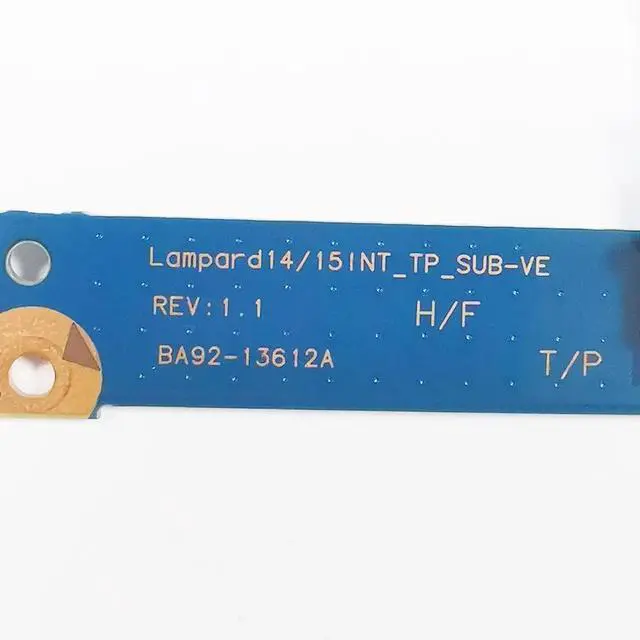 Lampard14/15INT_TP_SUB-VE
REV:1.1
H/F
BA92-13612A
T/P